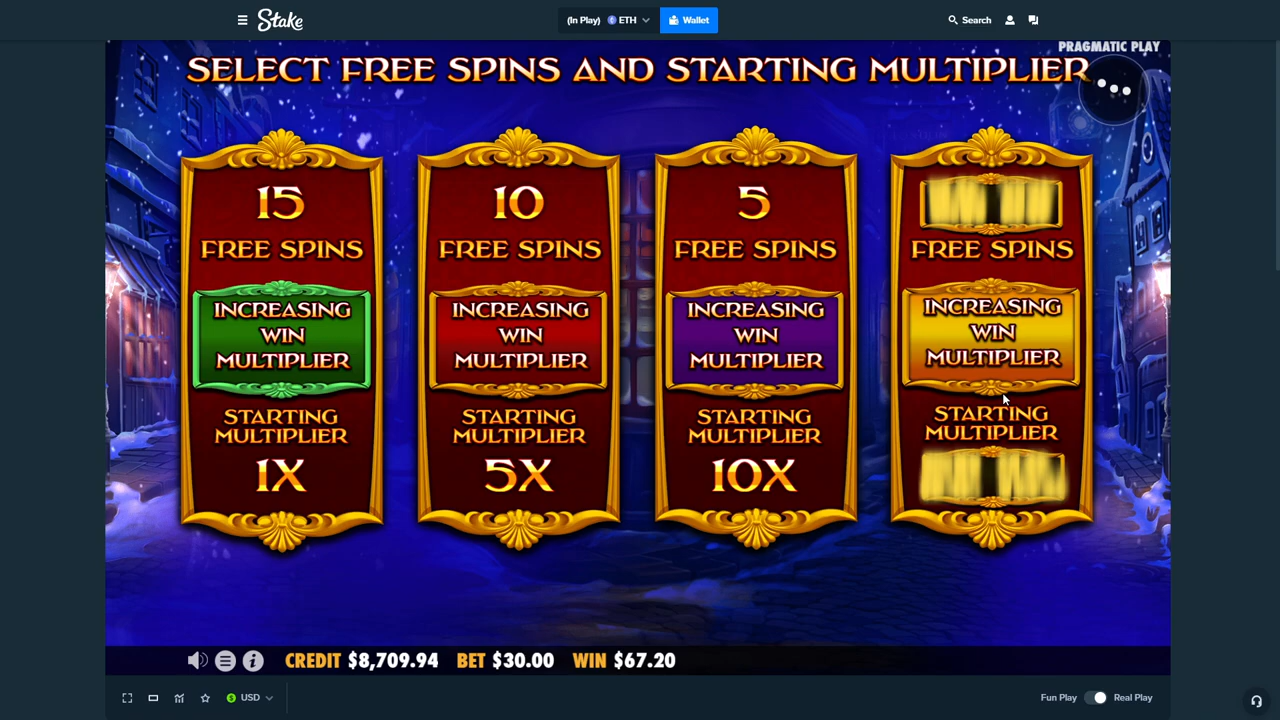 Stake
(In Play) ETH
Wallet
Search
PRAGMATIC PLAY
SELECT FREE SPINS AND STARTING MULTIPLIER
15
FREE SPINS
INCREASING
WIN
MULTIPLIER
STARTING
MULTIPLIER
1X
10
FREE SPINS
INCREASING
WIN
MULTIPLIER
STARTING
MULTIPLIER
5X
5
FREE SPINS
INCREASING
WIN
MULTIPLIER
STARTING
MULTIPLIER
10X
FREE SPINS
INCREASING
WIN
MULTIPLIER
STARTING
MULTIPLIER
CREDIT $8,709.94 BET $30.00 WIN $67.20
USD
Fun Play Real Play